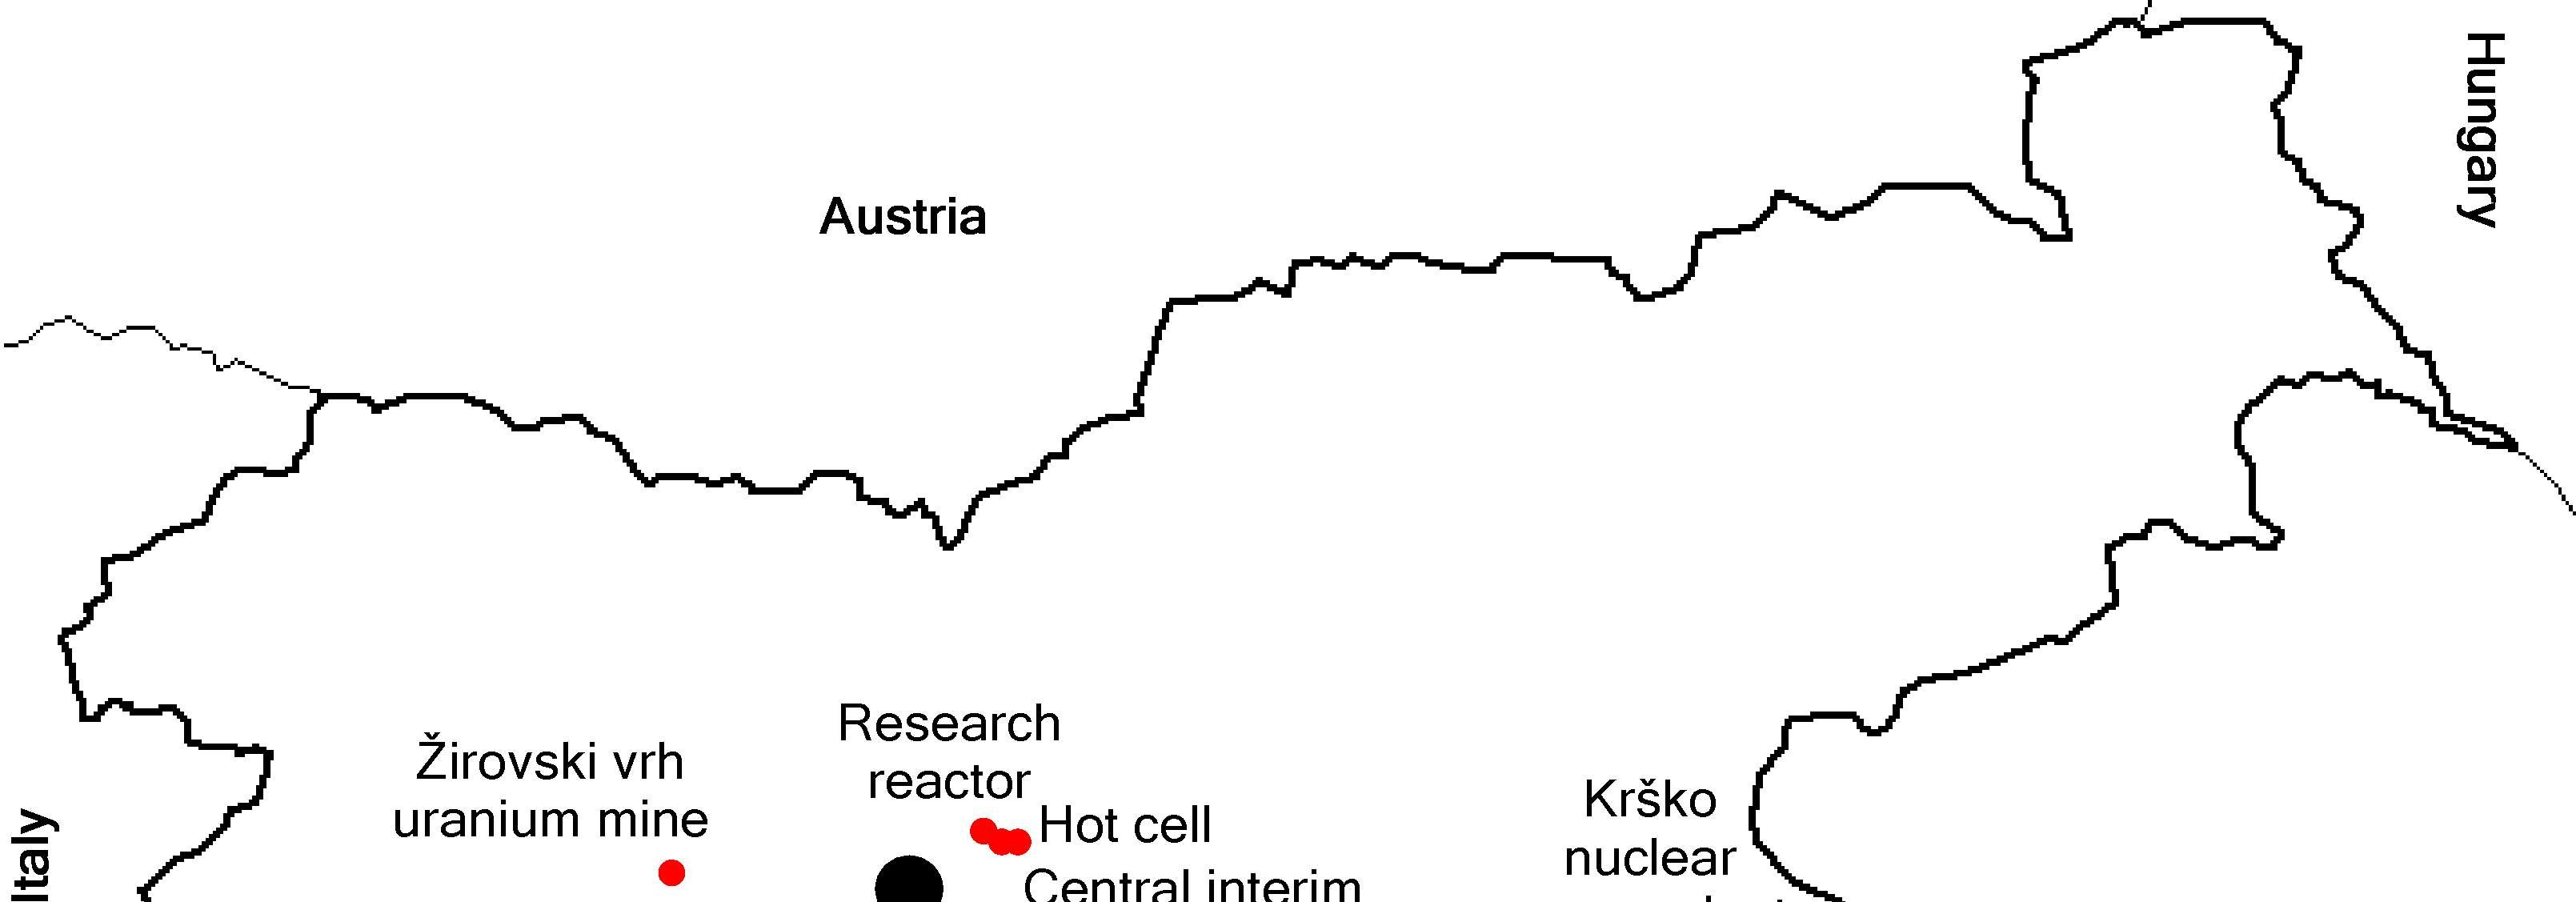 Hungary
Austria
Research
reactor
Žirovski vrh
uranium mine
Hot cell
Central interim
Krško
nuclear
Italy